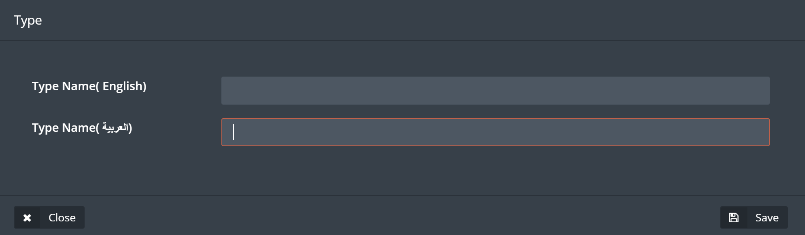 Type
Type Name( English)
Type Name( العربية)
Close
Save